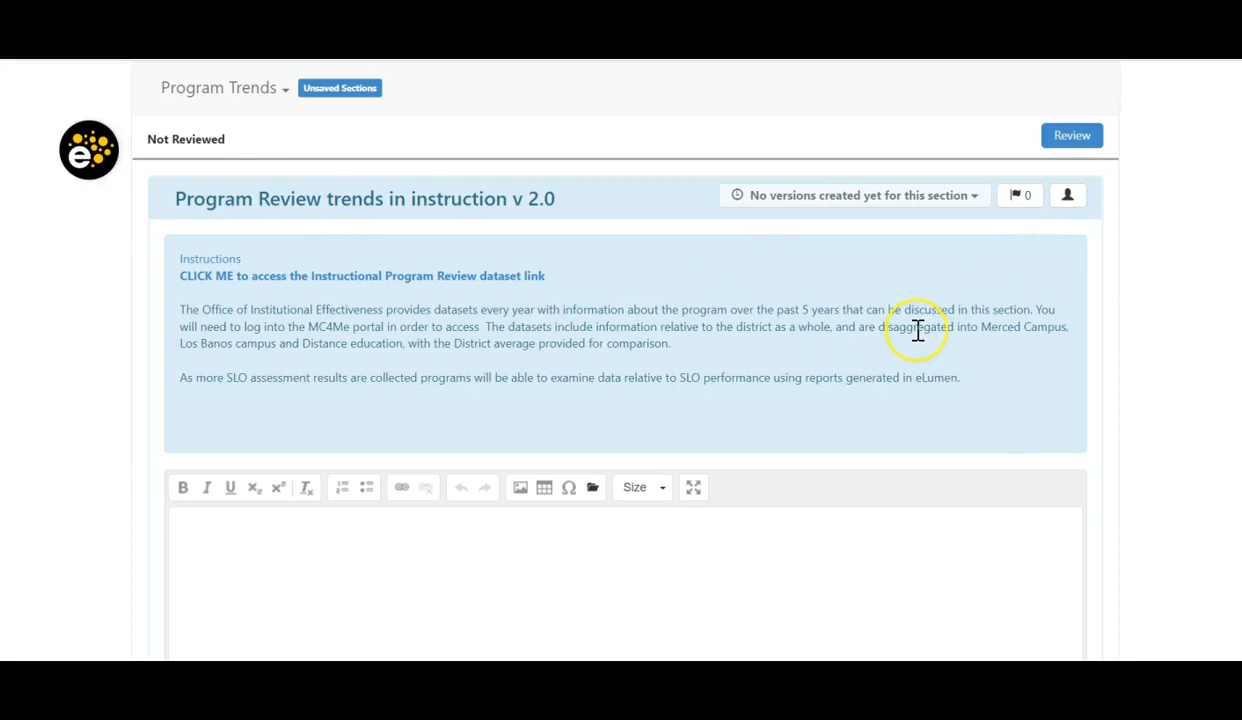 Program Trends
Unsaved Sections
e
Not Reviewed
Review
Program Review trends in instruction v 2.0
No versions created yet for this section
0
Instructions
CLICK ME to access the Instructional Program Review dataset link
The Office of Institutional Effectiveness provides datasets every year with information about the program over the past 5 years that can be discussed in this section. You
will need to log into the MC4Me portal in order to access The datasets include information relative to the district as a whole, and are disaggregated into Merced Campus,
Los Banos campus and Distance education, with the District average provided for comparison.
As more SLO assessment results are collected programs will be able to examine data relative to SLO performance using reports generated in eLumen.
B I U x₂ x² Tx Ω Size